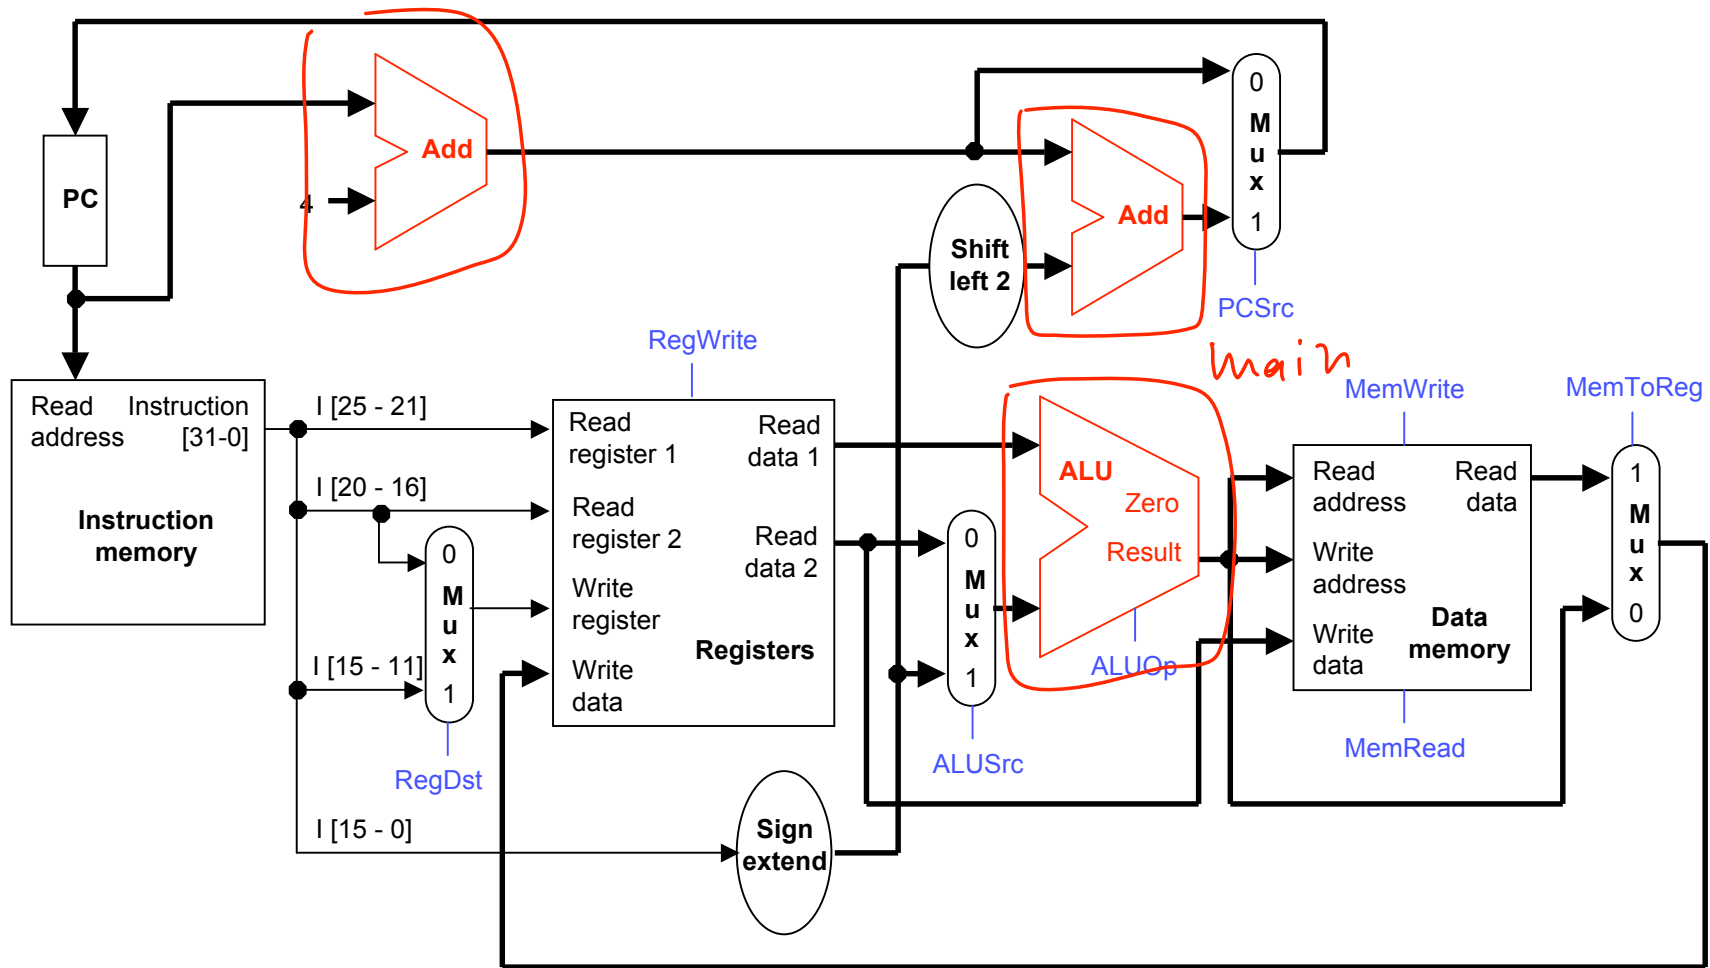 Add
4
PC
0
M
u
x
1
Add
Shift
left 2
PCSrc
RegWrite
main
MemWrite
MemToReg
Read
address
Instruction
[31-0]
Instruction
memory
I [25 - 21]
I [20 - 16]
I [15 - 11]
I [15 - 0]
0
M
u
x
1
RegDst
Read
register 1
Read
register 2
Write
register
Write
data
Read
data 1
Read
data 2
Registers
Sign
extend
0
M
u
x
1
ALUSrc
ALU
Zero
Result
ALUOp
Read
address
Write
address
Write
data
Read
data
Data
memory
MemRead
1
M
u
x
0